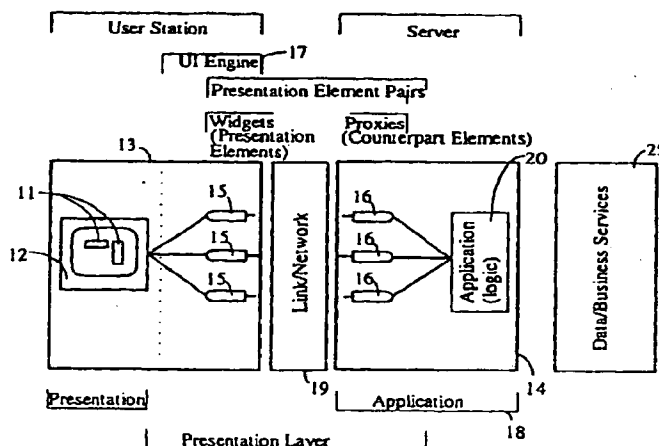 User Station
Server
UI Engine
17
Presentation Element Pairs
Widgets
(Presentation
Elements)
Proxies
(Counterpart Elements)
13
20
25
11
12
15
15
15
16
16
16
Link/Network
Application
(logic)
Data/Business Services
19
14
Presentation
Application
18
Presentation Layer